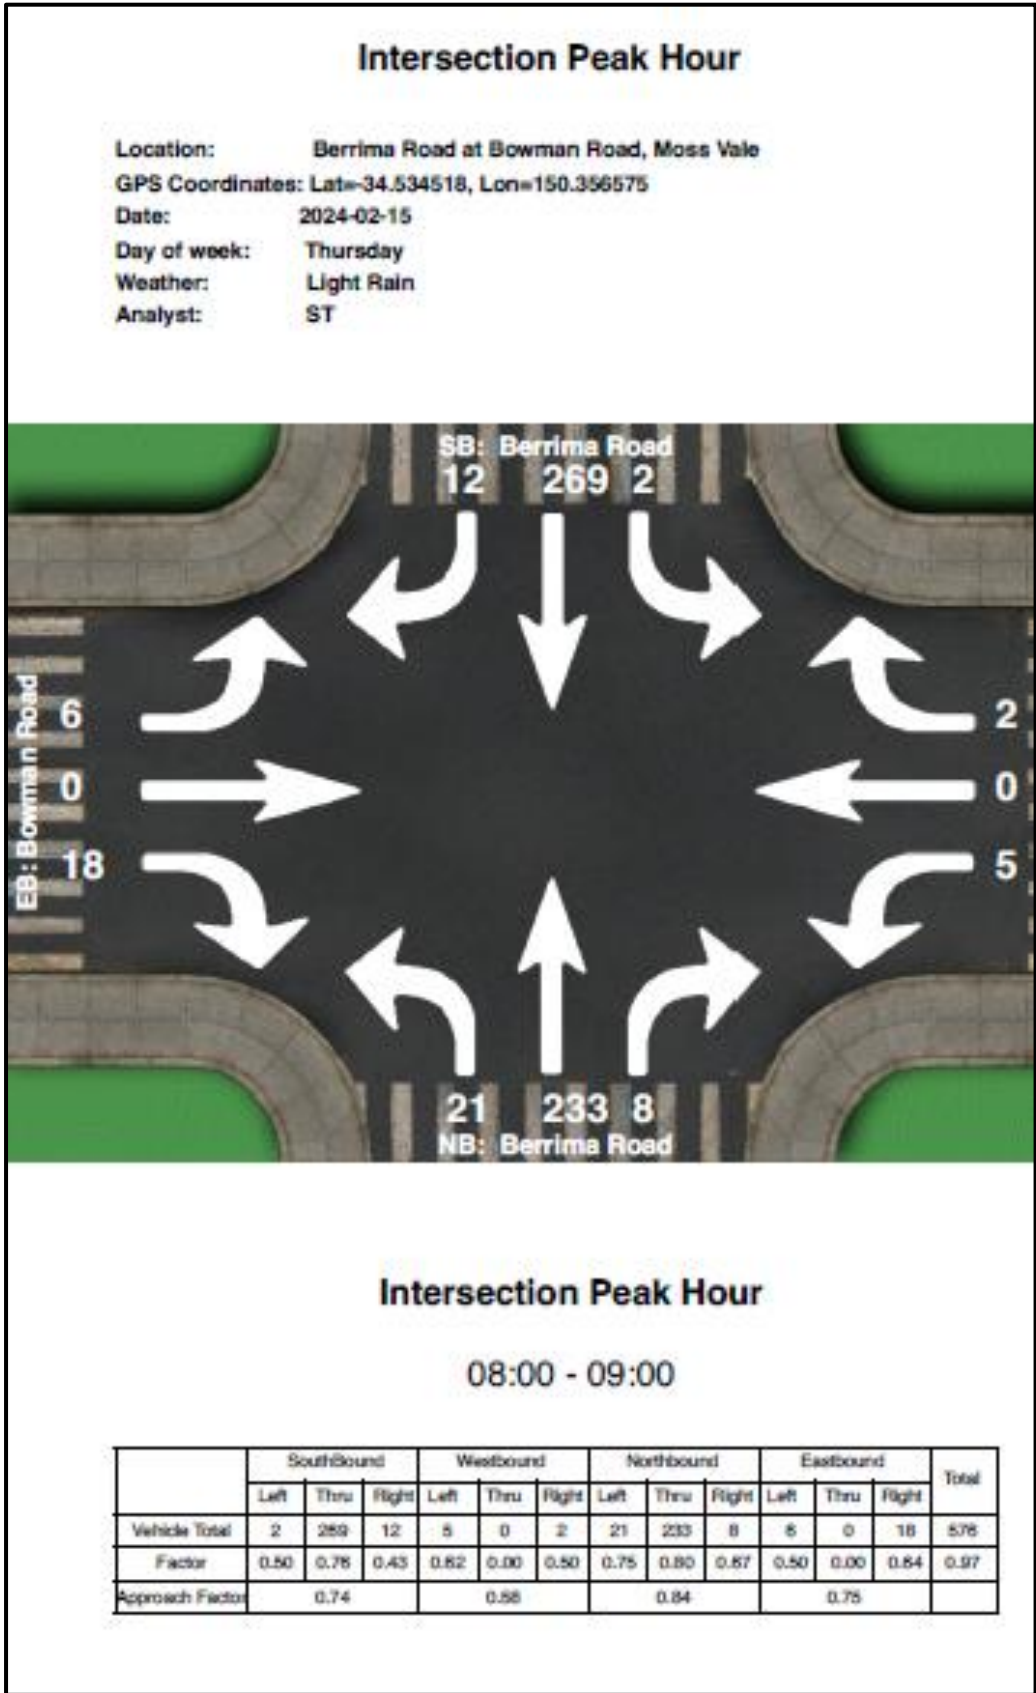 Intersection Peak Hour
Location: Berrima Road at Bowman Road, Moss Vale
GPS Coordinates: Lat=-34.534518, Lon=150.356575
Date: 2024-02-15
Day of week: Thursday
Weather: Light Rain
Analyst: ST
SB: Berrima Road
12 269 2
EB: Bowman Road
6
0
18
2
0
5
21 233 8
NB: Berrima Road
Intersection Peak Hour
08:00 - 09:00
SouthBound Westbound Northbound Eastbound Total
Left Thru Right Left Thru Right Left Thru Right Left Thru Right
Vehicle Total 2 269 12 5 0 2 21 233 8 6 0 18 576
Factor 0.50 0.76 0.43 0.62 0.00 0.50 0.75 0.80 0.67 0.50 0.00 0.64 0.97
Approach Factor 0.74 0.58 0.84 0.75